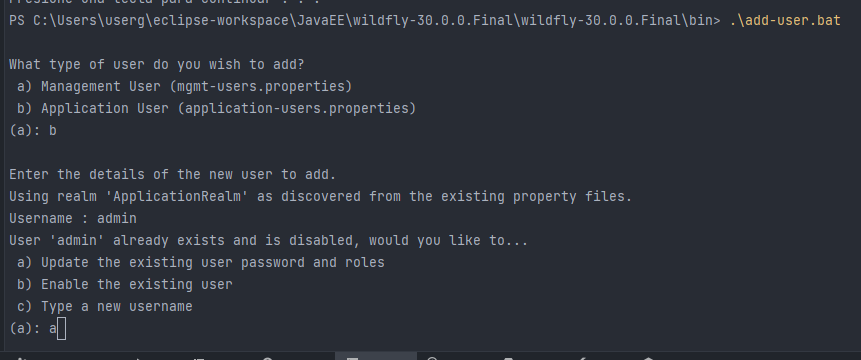 PS C:\Users\userg\eclipse-workspace\JavaEE\wildfly-30.0.0.Final\wildfly-30.0.0.Final\bin> .\add-user.bat
What type of user do you wish to add?
 a) Management User (mgmt-users.properties)
 b) Application User (application-users.properties)
(a): b
Enter the details of the new user to add.
Using realm 'ApplicationRealm' as discovered from the existing property files.
Username : admin
User 'admin' already exists and is disabled, would you like to...
 a) Update the existing user password and roles
 b) Enable the existing user
 c) Type a new username
(a): a